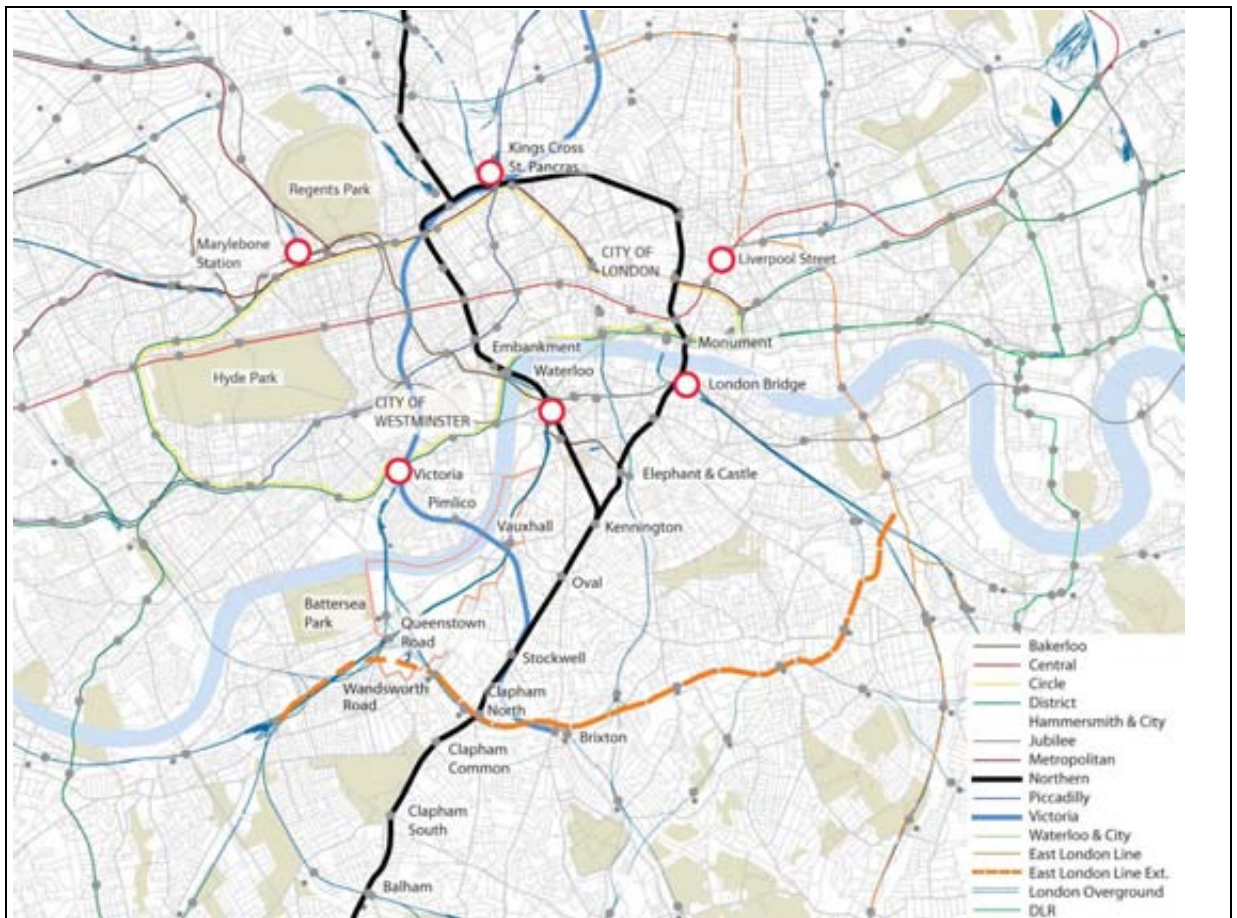 Kings Cross
St. Pancras
Regents Park
Marylebone
Station
CITY OF
LONDON
Liverpool Street
Embankment
Monument
Waterloo
Hyde Park
London Bridge
CITY OF
WESTMINSTER
Victoria
Elephant & Castle
Pimlico
Vauxhall
Kennington
Oval
Battersea
Park
Queenstown
Road
Stockwell
Wandsworth
Road
Clapham
North
Brixton
Clapham
Common
Clapham
South
Balham
Bakerloo
Central
Circle
District
Hammersmith & City
Jubilee
Metropolitan
Northern
Piccadilly
Victoria
Waterloo & City
East London Line
East London Line Ext.
London Overground
DLR